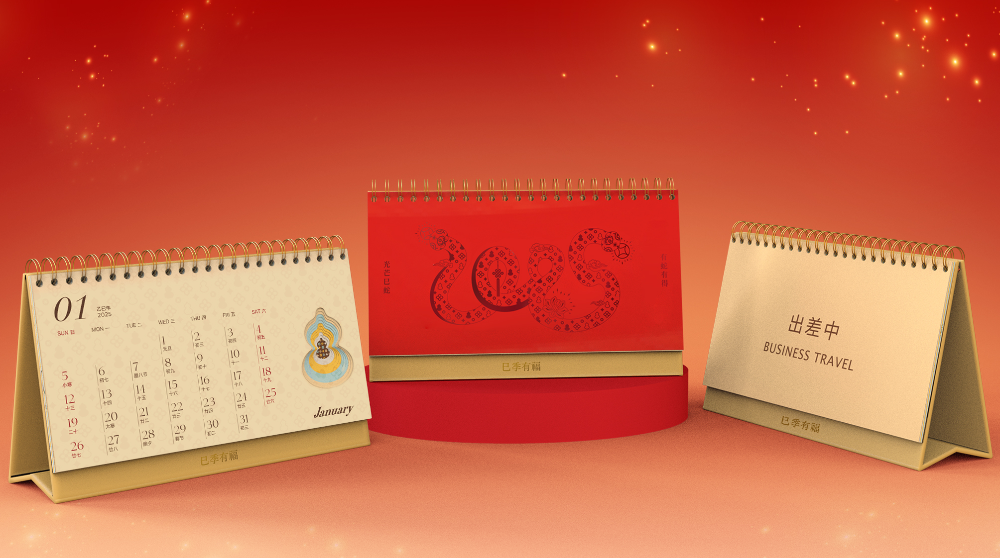 01
乙巳年
2025
SUN 日 MON 一 TUE 二 WED 三 THU 四 FRI 五 SAT 六
1 2 3 4
元旦 初三 初四 初五
5 6 7 8 9 10 11
小寒 初七 腊八节 初九 初十 十一 十二
12 13 14 15 16 17 18
十三 十四 十五 十六 十七 十八 十九
19 20 21 22 23 24 25
二十 大寒 廿二 廿三 廿四 廿五 廿六
26 27 28 29 30 31
廿七 廿八 除夕 春节 初二 初三
January
巳季有福
光芒巳蛇
2025
有蛇有得
巳季有福
出差中
BUSINESS TRAVEL
巳季有福